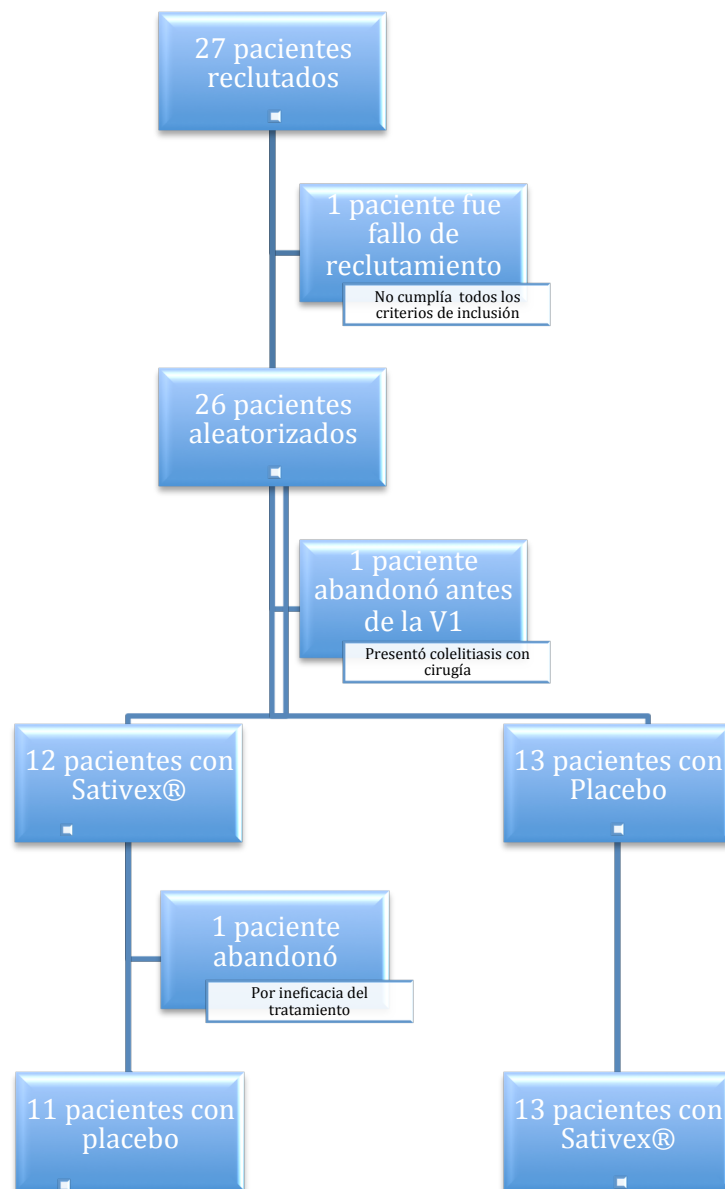 27 pacientes
reclutados
1 paciente fue
fallo de
reclutamiento
No cumplía todos los
criterios de inclusión
26 pacientes
aleatorizados
1 paciente
abandonó antes
de la V1
Presentó colelitiasis con
cirugía
12 pacientes con
Sativex®
13 pacientes con
Placebo
1 paciente
abandonó
Por ineficacia del
tratamiento
11 pacientes con
placebo
13 pacientes con
Sativex®